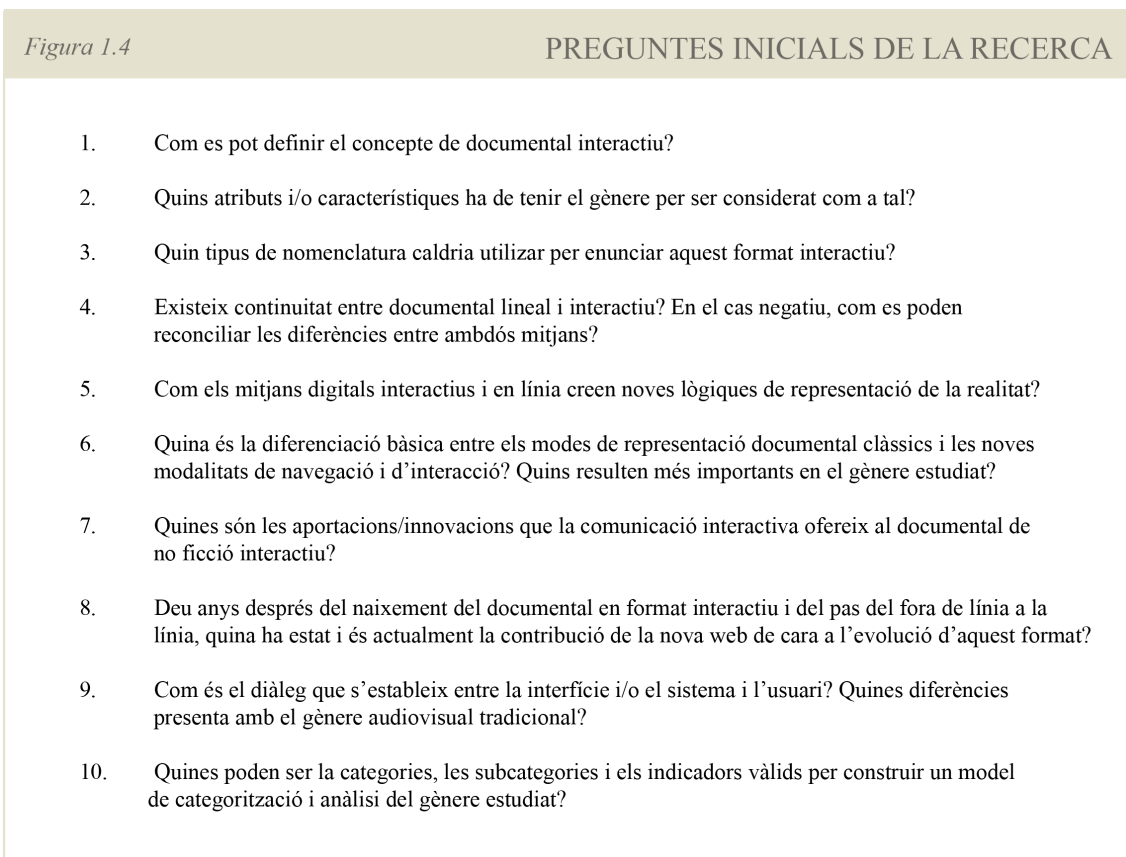 Figura 1.4
PREGUNTES INICIALS DE LA RECERCA
1. Com es pot definir el concepte de documental interactiu?
2. Quins atributs i/o característiques ha de tenir el gènere per ser considerat com a tal?
3. Quin tipus de nomenclatura caldria utilizar per enunciar aquest format interactiu?
4. Existeix continuitat entre documental lineal i interactiu? En el cas negatiu, com es poden
reconciliar les diferències entre ambdós mitjans?
5. Com els mitjans digitals interactius i en línia creen noves lògiques de representació de la realitat?
6. Quina és la diferenciació bàsica entre els modes de representació documental clàssics i les noves
modalitats de navegació i d’interacció? Quins resulten més importants en el gènere estudiat?
7. Quines són les aportacions/innovacions que la comunicació interactiva ofereix al documental de
no ficció interactiu?
8. Deu anys després del naixement del documental en format interactiu i del pas del fora de línia a la
línia, quina ha estat i és actualment la contribució de la nova web de cara a l’evolució d’aquest format?
9. Com és el diàleg que s’estableix entre la interfície i/o el sistema i l’usuari? Quines diferències
presenta amb el gènere audiovisual tradicional?
10. Quines poden ser la categories, les subcategories i els indicadors vàlids per construir un model
de categorització i anàlisi del gènere estudiat?